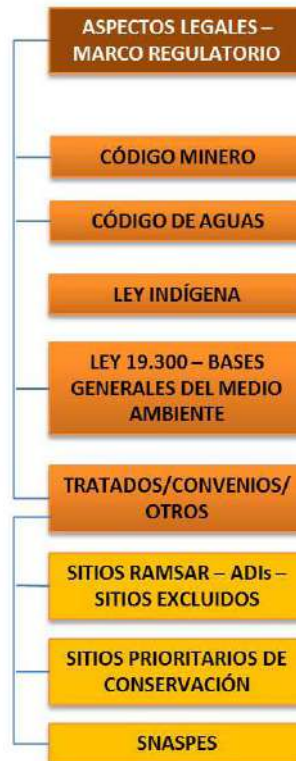 ASPECTOS LEGALES –
MARCO REGULATORIO
CÓDIGO MINERO
CÓDIGO DE AGUAS
LEY INDÍGENA
LEY 19.300 – BASES
GENERALES DEL MEDIO
AMBIENTE
TRATADOS/CONVENIOS/
OTROS
SITIOS RAMSAR – ADIs –
SITIOS EXCLUIDOS
SITIOS PRIORITARIOS DE
CONSERVACIÓN
SNASPES